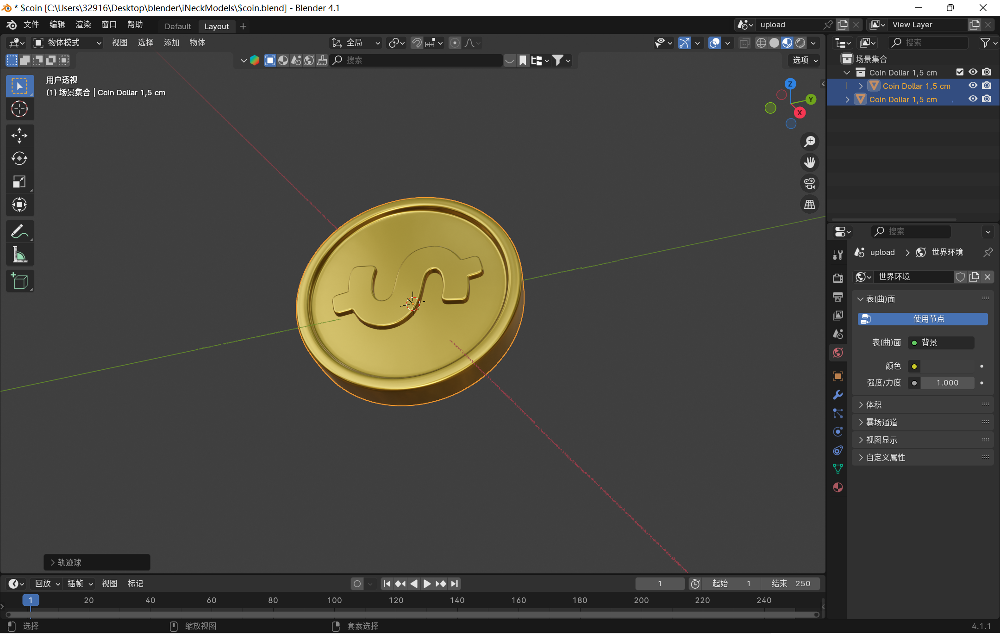 * $coin [C:\Users\32916\Desktop\blender\iNeckModels\$coin.blend] - Blender 4.1
文件 编辑 渲染 窗口 帮助 Default Layout + upload View Layer
物体模式 视图 选择 添加 物体 全局 搜索
搜索 选项
用户透视
(1) 场景集合 | Coin Dollar 1,5 cm
Z
Y
X
场景集合
Coin Dollar 1,5 cm
Coin Dollar 1,5 cm
Coin Dollar 1,5 cm
搜索
upload 世界环境
世界环境
表(曲)面
使用节点
表(曲)面 背景
颜色
强度/力度 1.000
体积
雾场通道
视图显示
自定义属性
轨迹球
回放 插帧 视图 标记 1 起始 1 结束 250
1 20 40 60 80 100 120 140 160 180 200 220 240
选择 缩放视图 套索选择 4.1.1